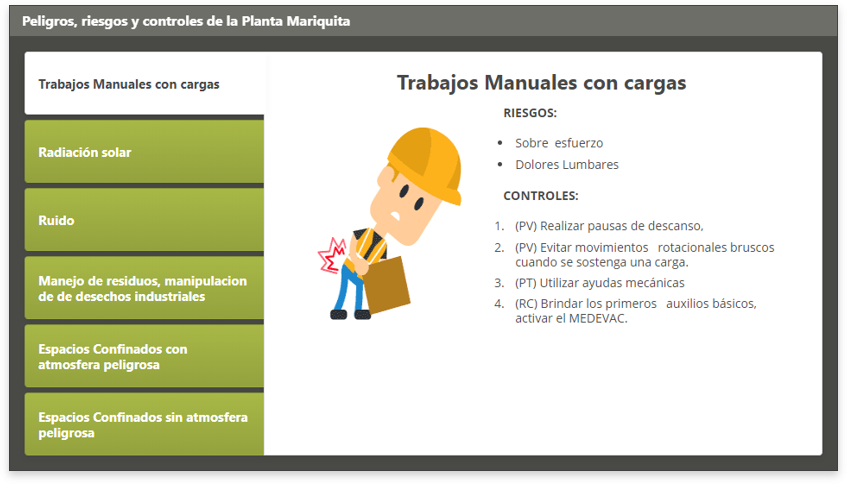 Peligros, riesgos y controles de la Planta Mariquita
Trabajos Manuales con cargas
Radiación solar
Ruido
Manejo de residuos, manipulacion
de de desechos industriales
Espacios Confinados con
atmosfera peligrosa
Espacios Confinados sin atmosfera
peligrosa
Trabajos Manuales con cargas
RIESGOS:
• Sobre esfuerzo
• Dolores Lumbares
CONTROLES:
1. (PV) Realizar pausas de descanso,
2. (PV) Evitar movimientos rotacionales bruscos
cuando se sostenga una carga.
3. (PT) Utilizar ayudas mecánicas
4. (RC) Brindar los primeros auxilios básicos,
activar el MEDEVAC.